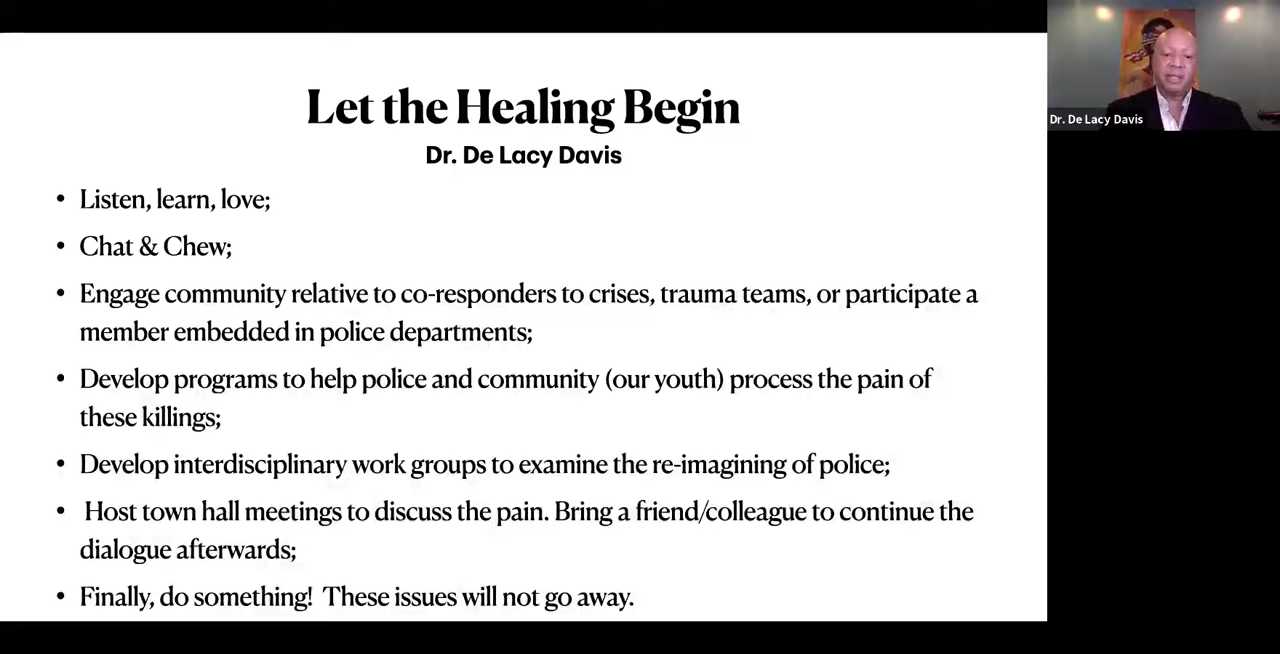 Let the Healing Begin
Dr. De Lacy Davis
• Listen, learn, love;
• Chat & Chew;
• Engage community relative to co-responders to crises, trauma teams, or participate a
member embedded in police departments;
• Develop programs to help police and community (our youth) process the pain of
these killings;
• Develop interdisciplinary work groups to examine the re-imagining of police;
• Host town hall meetings to discuss the pain. Bring a friend/colleague to continue the
dialogue afterwards;
• Finally, do something! These issues will not go away.
Dr. De Lacy Davis